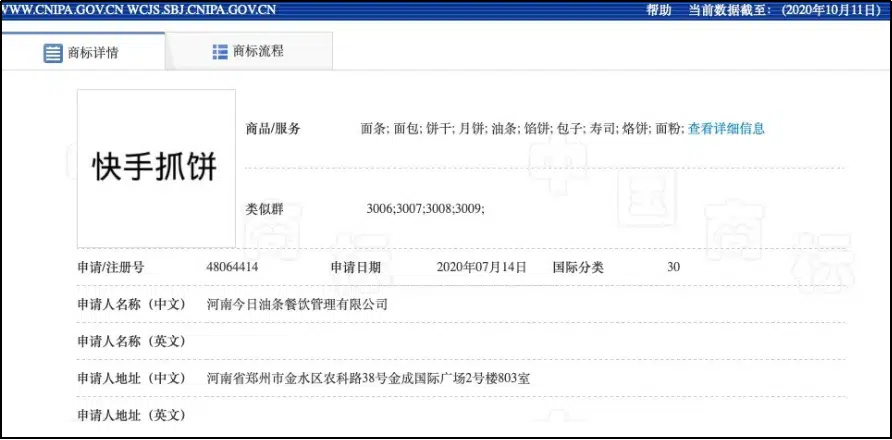 WWW.CNIPA.GOV.CN WCJS.SBJ.CNIPA.GOV.CN 帮助 当前数据截至: (2020年10月11日)
商标详情 商标流程
快手抓饼
商品/服务 面条; 面包; 饼干; 月饼; 油条; 馅饼; 包子; 寿司; 烙饼; 面粉; 查看详细信息
类似群 3006;3007;3008;3009;
申请/注册号 48064414 申请日期 2020年07月14日 国际分类 30
申请人名称（中文） 河南今日油条餐饮管理有限公司
申请人名称（英文）
申请人地址（中文） 河南省郑州市金水区农科路38号金成国际广场2号楼803室
申请人地址（英文）
中国商标